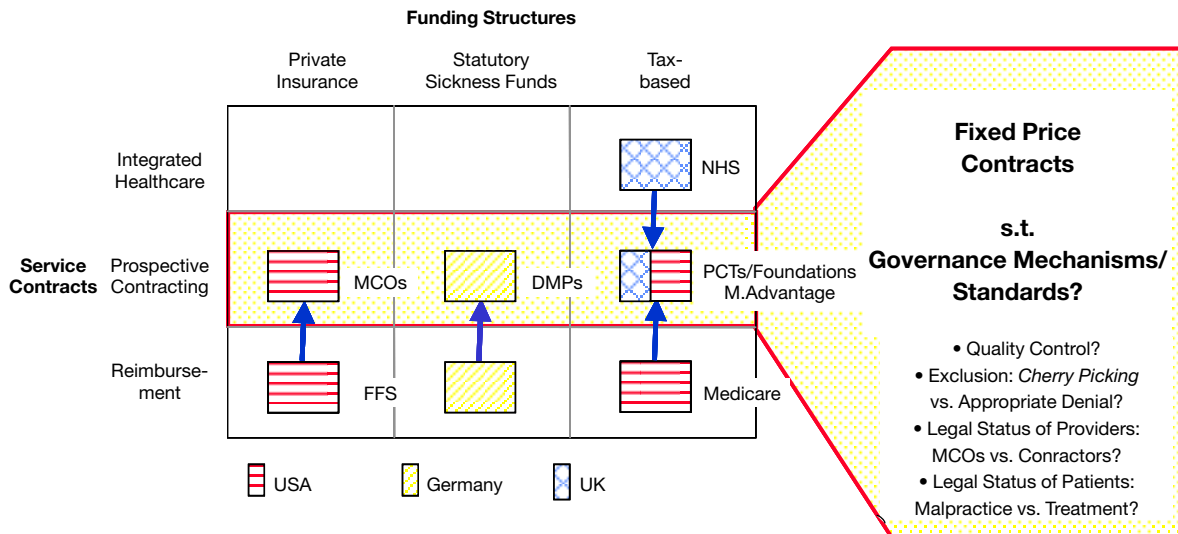 Funding Structures
Private
Insurance
Statutory
Sickness Funds
Tax-
based
Integrated
Healthcare
NHS
Service
Contracts
Prospective
Contracting
MCOs
DMPs
PCTs/Foundations
M.Advantage
Reimburse-
ment
FFS
Medicare
USA
Germany
UK
Fixed Price
Contracts
s.t.
Governance Mechanisms/
Standards?
• Quality Control?
• Exclusion: Cherry Picking
vs. Appropriate Denial?
• Legal Status of Providers:
MCOs vs. Conractors?
• Legal Status of Patients:
Malpractice vs. Treatment?